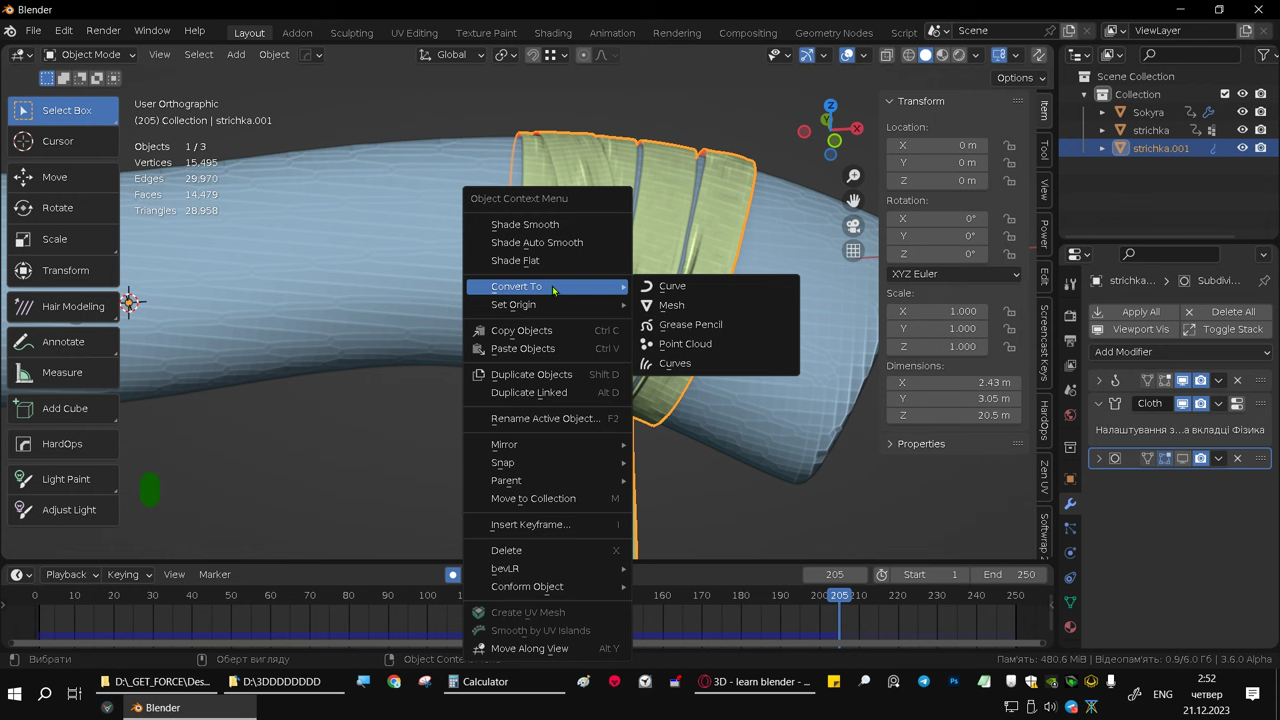 Blender
File Edit Render Window Help Layout Addon Sculpting UV Editing Texture Paint Shading Animation Rendering Compositing Geometry Nodes Script Scene ViewLayer
Object Mode View Select Add Object Global
Options
User Orthographic
(205) Collection | strichka.001
Objects 1 / 3
Vertices 15,495
Edges 29,970
Faces 14,479
Triangles 28,958
Select Box
Cursor
Move
Rotate
Scale
Transform
Hair Modeling
Annotate
Measure
Add Cube
HardOps
Light Paint
Adjust Light
Object Context Menu
Shade Smooth
Shade Auto Smooth
Shade Flat
Convert To
Set Origin
Copy Objects Ctrl C
Paste Objects Ctrl V
Duplicate Objects Shift D
Duplicate Linked Alt D
Rename Active Object... F2
Mirror
Snap
Parent
Move to Collection M
Insert Keyframe... I
Delete X
bevLR
Conform Object
Create UV Mesh
Smooth by UV Islands
Move Along View Alt Y
Curve
Mesh
Grease Pencil
Point Cloud
Curves
Z
Y
X
Transform
Location:
X 0 m
Y 0 m
Z 0 m
Rotation:
X 0°
Y 0°
Z 0°
XYZ Euler
Scale:
X 1.000
Y 1.000
Z 1.000
Dimensions:
X 2.43 m
Y 3.05 m
Z 20.5 m
Properties
Item
Tool
View
Power
Edit
Screencast Keys
HardOps
Zen UV
Softwrap 2
Scene Collection
Collection
Sokyra
strichka
strichka.001
strichka...
Apply All Delete All
Viewport Vis Toggle Stack
Add Modifier
Cloth
Налаштування з...а вкладці Фізика
Playback Keying View Marker 205 Start 1 End 250
0 20 40 60 80 160 180 200 205 220 240 250
Вибрати Оберт вигляду Object Context Menu Пам'ять: 480.6 MiB | Відеопам'ять: 0.9/6.0 Гі | 3.6.0 Alpha
D:\_GET_FORCE\Des... D:\3DDDDDDDD Calculator 3D - learn blender - ... Ps ENG 2:52
четвер
21.12.2023
Blender